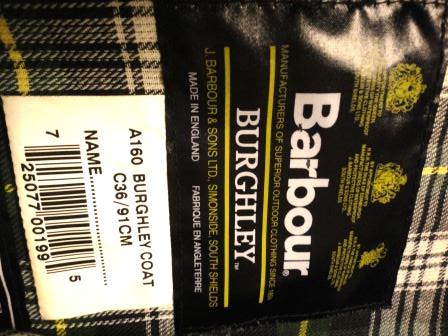 Barbour®
MANUFACTURERS OF SUPERIOR OUTDOOR CLOTHING SINCE 1894
BURGHLEY™
J. BARBOUR & SONS LTD., SIMONSIDE, SOUTH SHIELDS
MADE IN ENGLAND FABRIQUE EN ANGLETERRE
A160 BURGHLEY COAT
C36/91CM
NAME....................
7 25077 00199 5